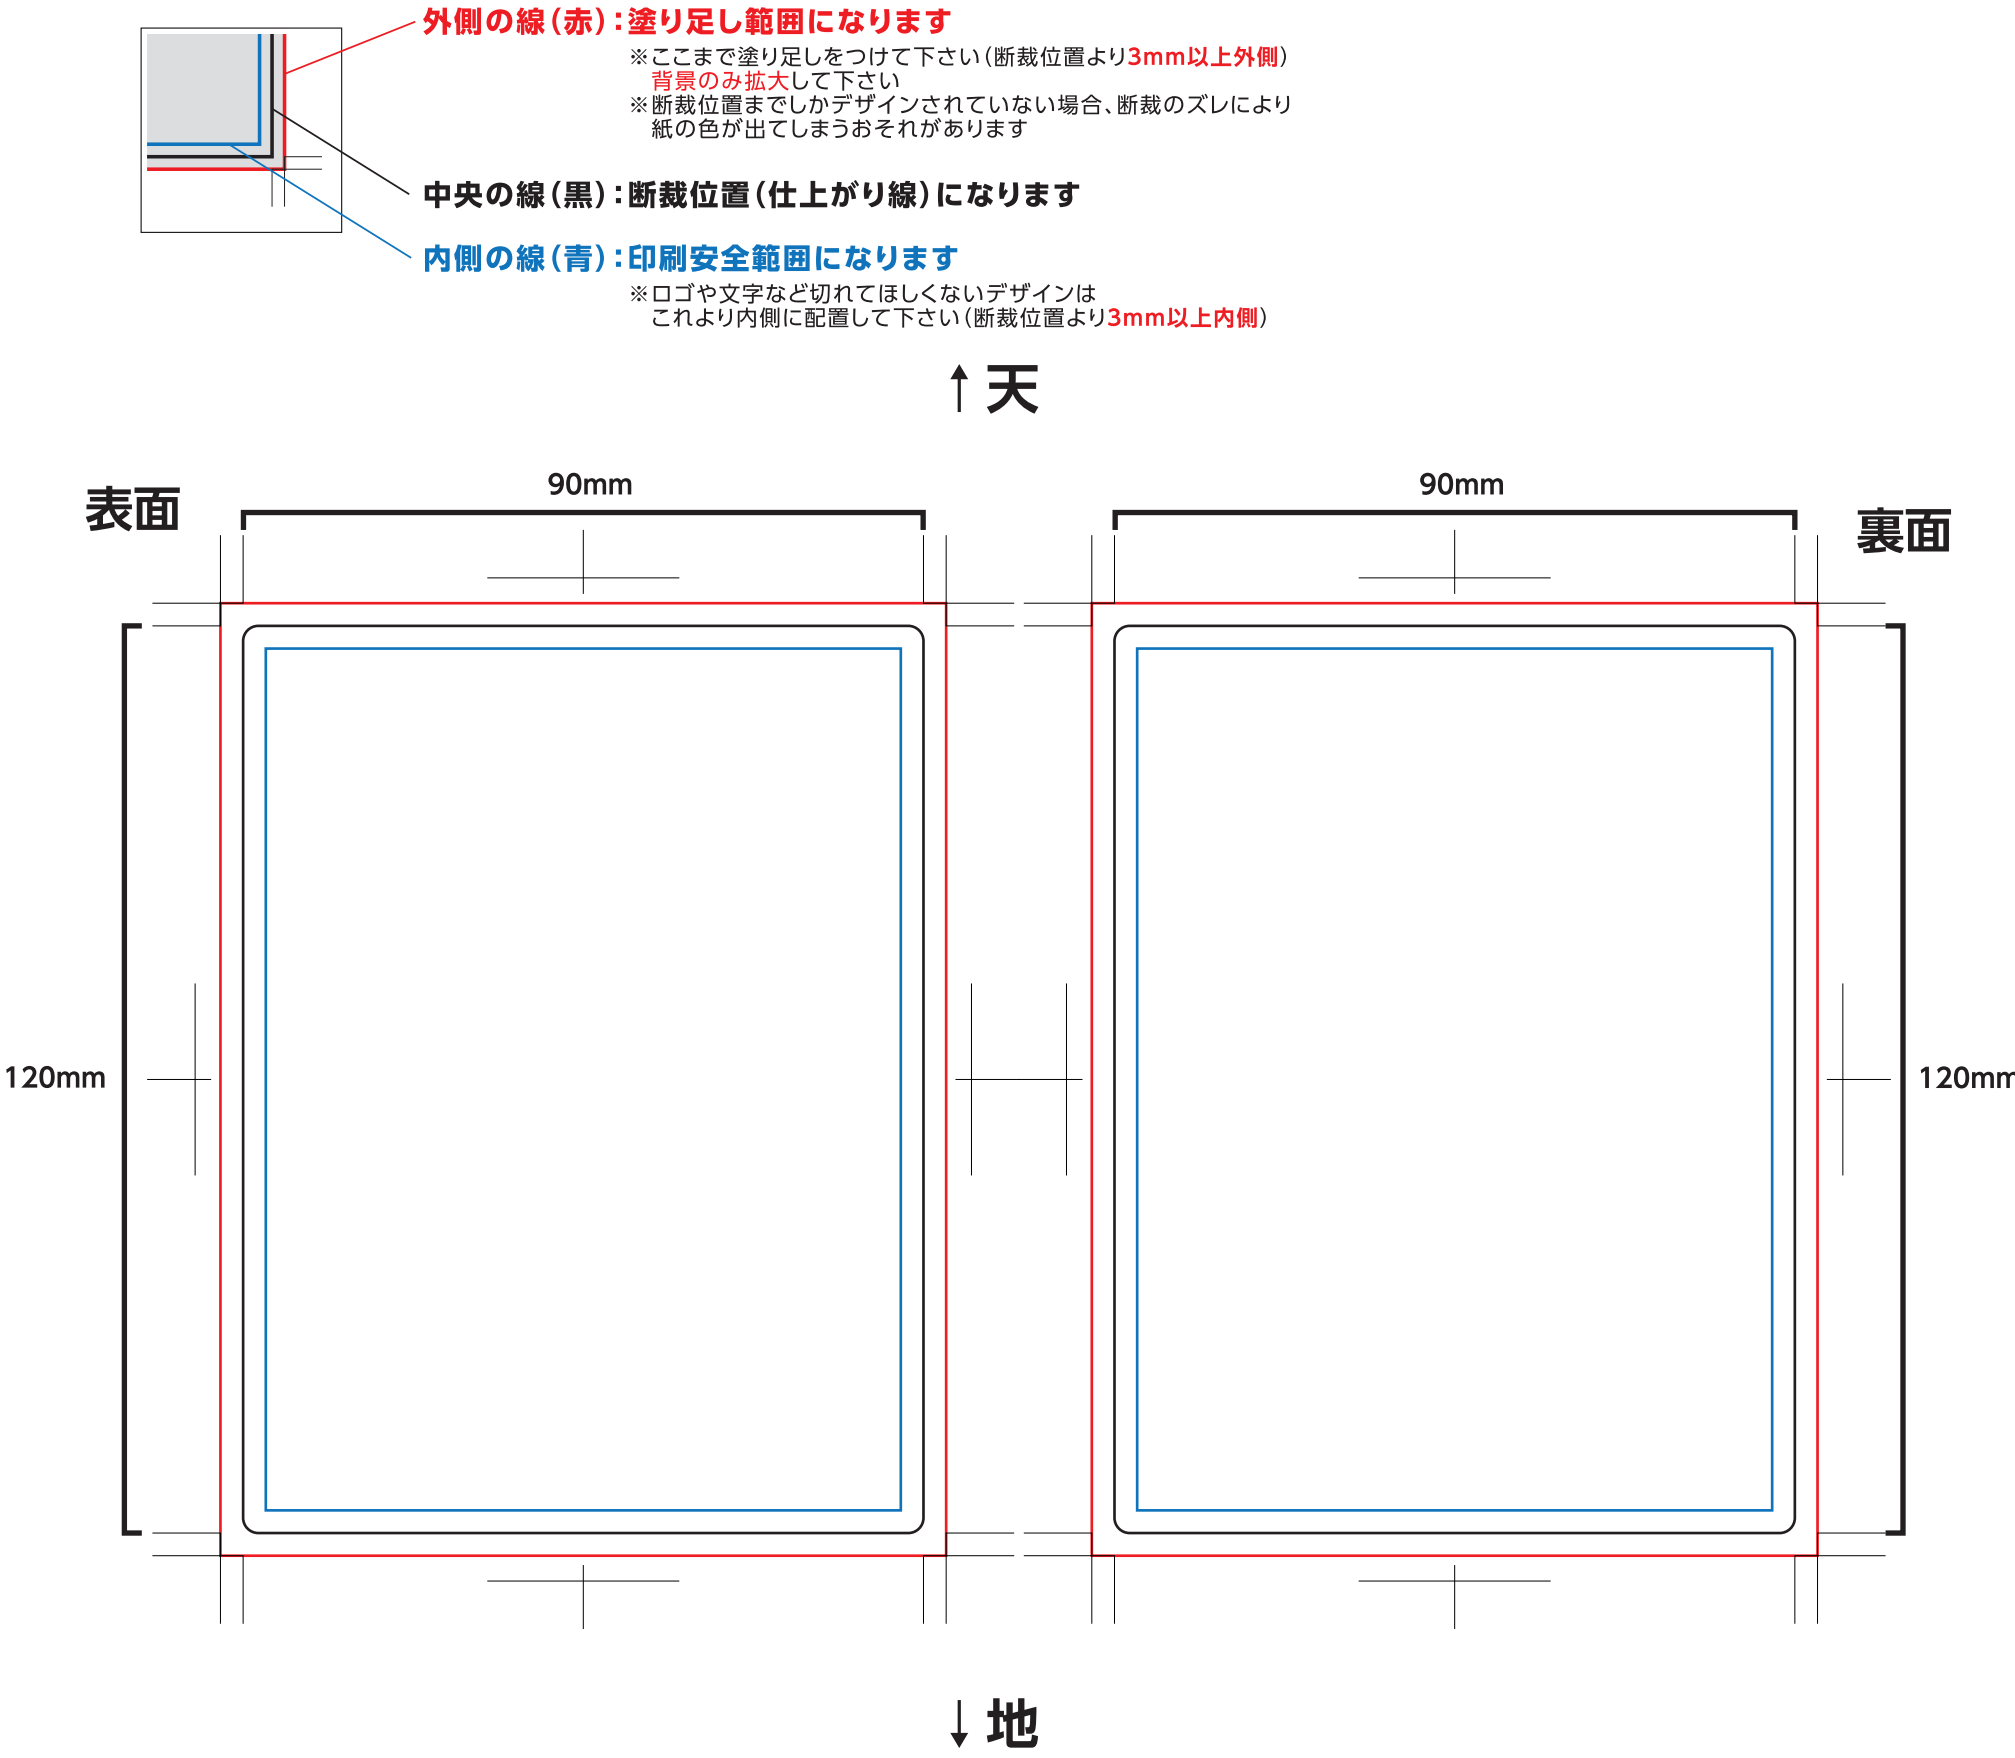 外側の線（赤）：塗り足し範囲になります
※ここまで塗り足しをつけて下さい（断裁位置より3mm以上外側）
背景のみ拡大して下さい
※断裁位置までしかデザインされていない場合、断裁のズレにより
紙の色が出てしまうおそれがあります
中央の線（黒）：断裁位置（仕上がり線）になります
内側の線（青）：印刷安全範囲になります
※ロゴや文字など切れてほしくないデザインは
これより内側に配置して下さい（断裁位置より3mm以上内側）
↑ 天
表面
90mm
90mm
裏面
120mm
120mm
↓ 地